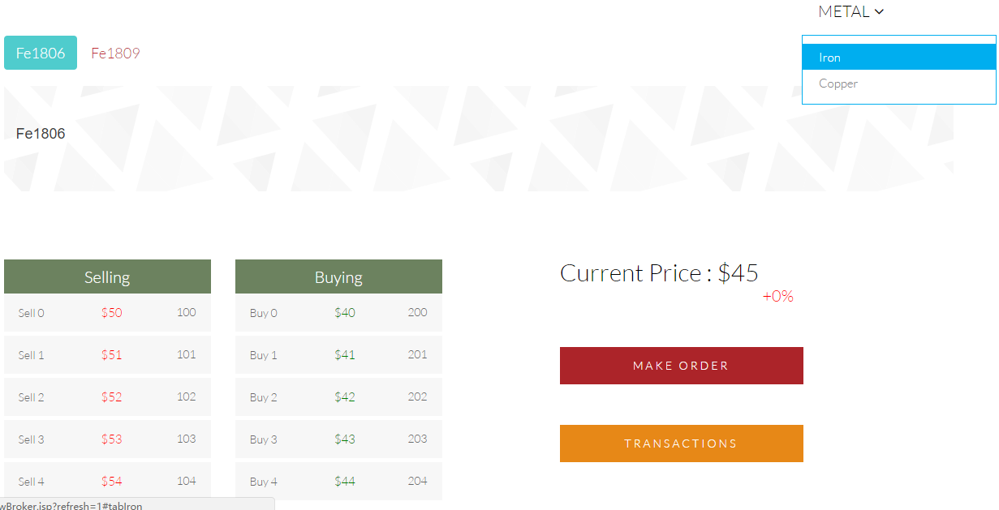 METAL
Fe1806 Fe1809
Iron
Copper
Fe1806
Selling Buying
Current Price : $45
+0%
Sell 0 $50 100 Buy 0 $40 200
Sell 1 $51 101 Buy 1 $41 201
MAKE ORDER
Sell 2 $52 102 Buy 2 $42 202
Sell 3 $53 103 Buy 3 $43 203
TRANSACTIONS
Sell 4 $54 104 Buy 4 $44 204
wBroker.jsp?refresh=1#tabIron